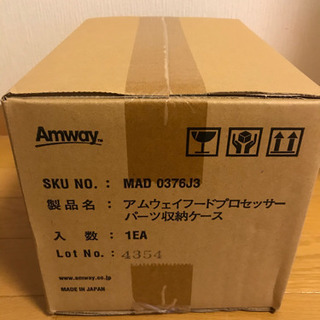 Amway™
SKU NO. : MAD 0376J3
製品名 : アムウェイフードプロセッサー
パーツ収納ケース
入 数 : 1EA
Lot No. : 4354
www.amway.co.jp
MADE IN JAPAN